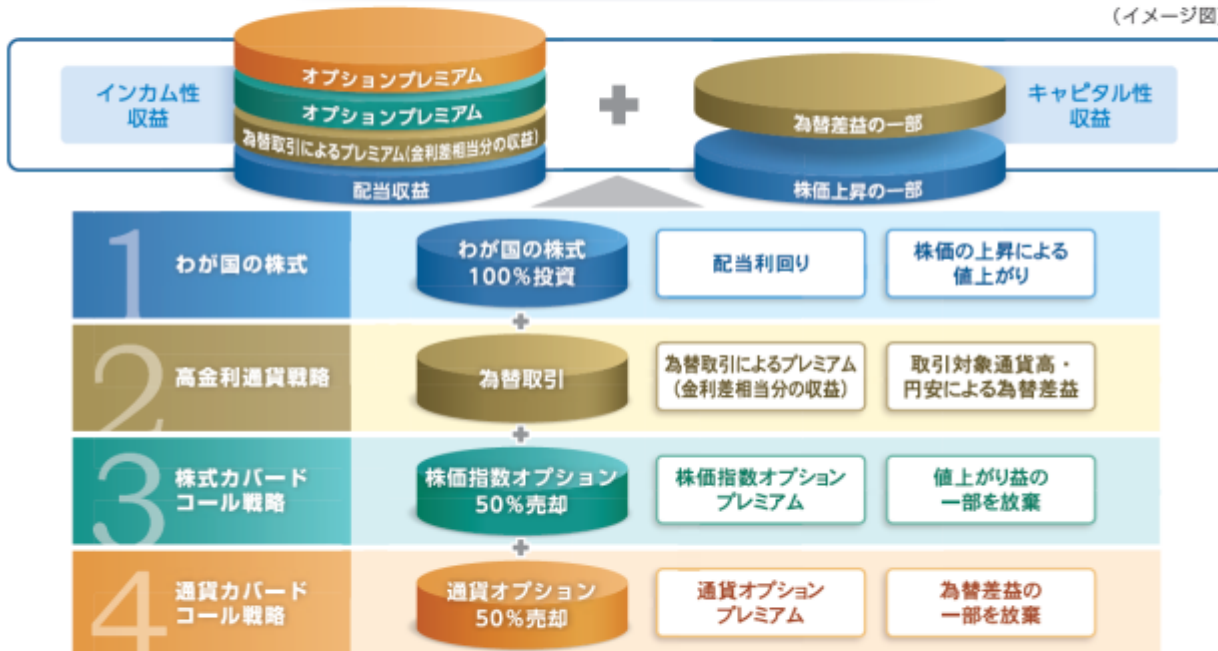 (イメージ図
インカム性
収益
オプションプレミアム
オプションプレミアム
為替取引によるプレミアム(金利差相当分の収益)
配当収益
+
為替差益の一部
株価上昇の一部
キャピタル性
収益
1
わが国の株式
わが国の株式
100%投資
配当利回り
株価の上昇による
値上がり
+
2
高金利通貨戦略
為替取引
為替取引によるプレミアム
(金利差相当分の収益)
取引対象通貨高・
円安による為替差益
+
3
株式カバード
コール戦略
株価指数オプション
50%売却
株価指数オプション
プレミアム
値上がり益の
一部を放棄
+
4
通貨カバード
コール戦略
通貨オプション
50%売却
通貨オプション
プレミアム
為替差益の
一部を放棄